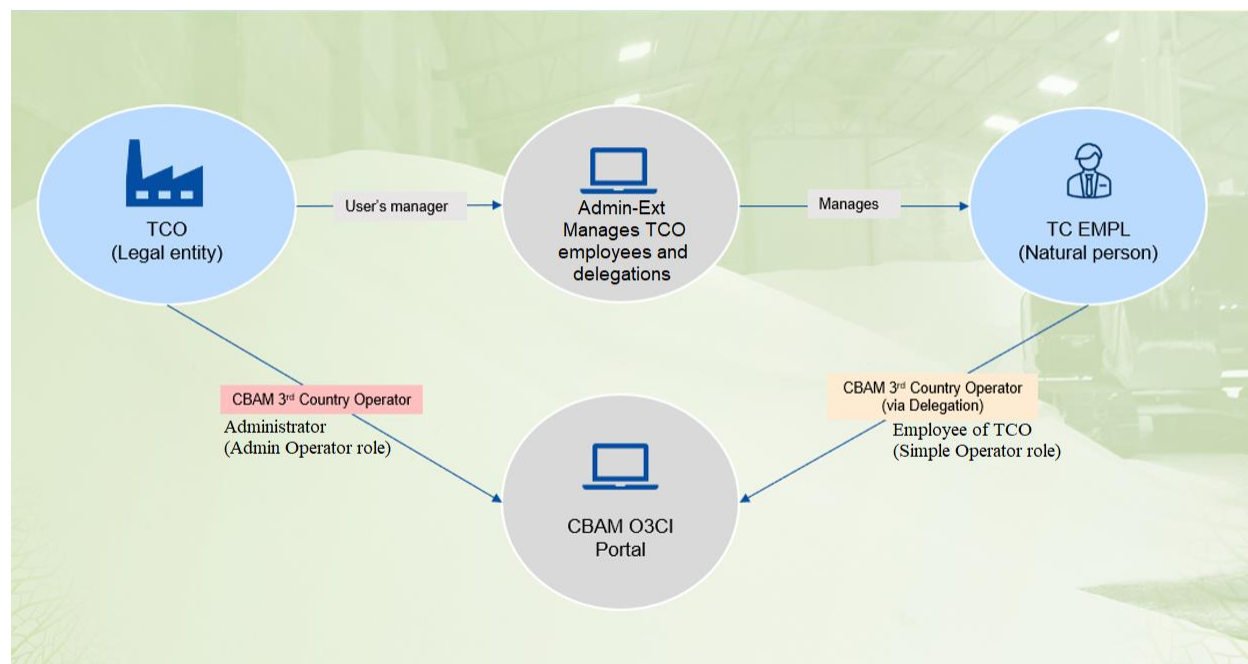 TCO
(Legal entity)
User's manager
Admin-Ext
Manages TCO
employees and
delegations
Manages
TC EMPL
(Natural person)
CBAM 3rd Country Operator
Administrator
(Admin Operator role)
CBAM 3rd Country Operator
(via Delegation)
Employee of TCO
(Simple Operator role)
CBAM O3CI
Portal